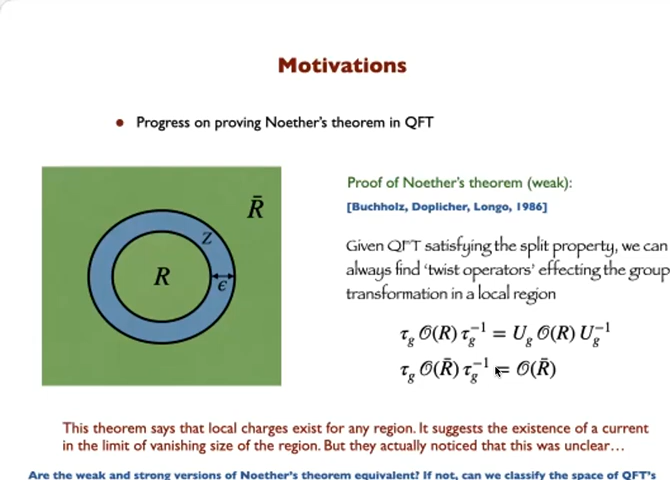 Motivations
• Progress on proving Noether's theorem in QFT
R̄
Z
R
ϵ
Proof of Noether's theorem (weak):
[Buchholz, Doplicher, Longo, 1986]
Given QFT satisfying the split property, we can
always find 'twist operators' effecting the group
transformation in a local region
τ_g 𝒪(R) τ_g^{-1} = U_g 𝒪(R) U_g^{-1}
τ_g 𝒪(R̄) τ_g^{-1} = 𝒪(R̄)
This theorem says that local charges exist for any region. It suggests the existence of a current
in the limit of vanishing size of the region. But they actually noticed that this was unclear…
Are the weak and strong versions of Noether's theorem equivalent? If not, can we classify the space of QFT's